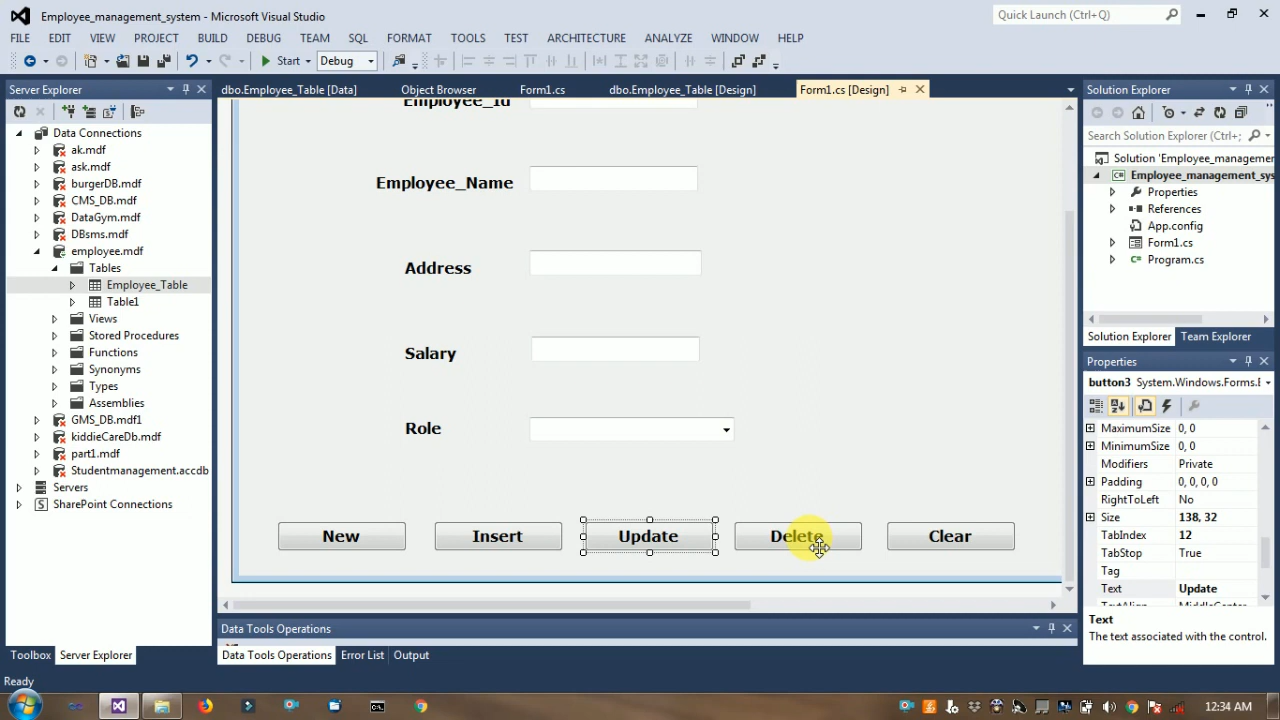 Employee_management_system - Microsoft Visual Studio
Quick Launch (Ctrl+Q)
FILE EDIT VIEW PROJECT BUILD DEBUG TEAM SQL FORMAT TOOLS TEST ARCHITECTURE ANALYZE WINDOW HELP
Start Debug
Server Explorer
Data Connections
ak.mdf
ask.mdf
burgerDB.mdf
CMS_DB.mdf
DataGym.mdf
DBsms.mdf
employee.mdf
Tables
Employee_Table
Table1
Views
Stored Procedures
Functions
Synonyms
Types
Assemblies
GMS_DB.mdf1
kiddieCareDb.mdf
part1.mdf
Studentmanagement.accdb
Servers
SharePoint Connections
Toolbox Server Explorer
dbo.Employee_Table [Data] Object Browser Form1.cs dbo.Employee_Table [Design] Form1.cs [Design]
Employee_Id
Employee_Name
Address
Salary
Role
New Insert Update Delete Clear
Data Tools Operations
Data Tools Operations Error List Output
Solution Explorer
Search Solution Explorer (Ctrl+;
Solution 'Employee_managemer
Employee_management_sys
Properties
References
App.config
Form1.cs
Program.cs
Solution Explorer Team Explorer
Properties
button3 System.Windows.Forms.E
MaximumSize 0, 0
MinimumSize 0, 0
Modifiers Private
Padding 0, 0, 0, 0
RightToLeft No
Size 138, 32
TabIndex 12
TabStop True
Tag
Text Update
TextAlign MiddleCenter
Text
The text associated with the control.
Ready
12:34 AM